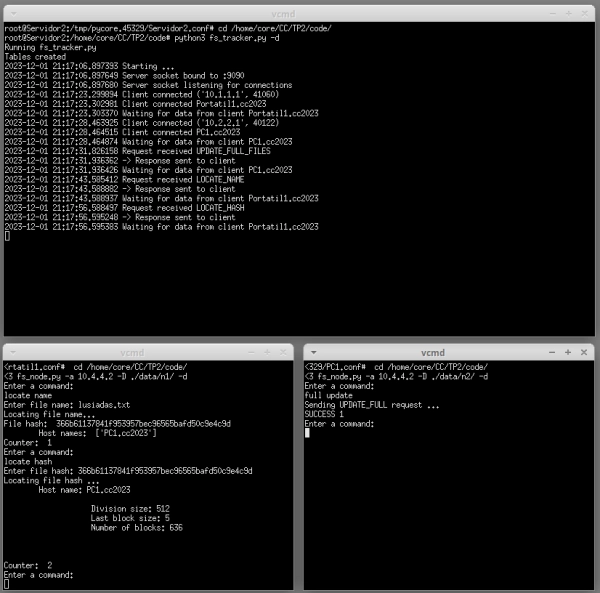 vcmd
root@Servidor2:/tmp/pycore.45329/Servidor2.conf# cd /home/core/CC/TP2/code/
root@Servidor2:/home/core/CC/TP2/code# python3 fs_tracker.py -d
Running fs_tracker.py
Tables created
2023-12-01 21:17:06.897393 Starting ...
2023-12-01 21:17:06.897649 Server socket bound to :9090
2023-12-01 21:17:06.897680 Server socket listening for connections
2023-12-01 21:17:23.299894 Client connected ('10.1.1.1', 41060)
2023-12-01 21:17:23.302981 Client connected Portatil1.cc2023
2023-12-01 21:17:23.303370 Waiting for data from client Portatil1.cc2023
2023-12-01 21:17:28.463925 Client connected ('10.2.2.1', 40122)
2023-12-01 21:17:28.464515 Client connected PC1.cc2023
2023-12-01 21:17:28.464874 Waiting for data from client PC1.cc2023
2023-12-01 21:17:31.826158 Request received UPDATE_FULL_FILES
2023-12-01 21:17:31.936362 -> Response sent to client
2023-12-01 21:17:31.936426 Waiting for data from client PC1.cc2023
2023-12-01 21:17:43.585412 Request received LOCATE_NAME
2023-12-01 21:17:43.588882 -> Response sent to client
2023-12-01 21:17:43.588937 Waiting for data from client Portatil1.cc2023
2023-12-01 21:17:56.588497 Request received LOCATE_HASH
2023-12-01 21:17:56.595248 -> Response sent to client
2023-12-01 21:17:56.595383 Waiting for data from client Portatil1.cc2023
vcmd
<rtatil1.conf#  cd /home/core/CC/TP2/code/
<3 fs_node.py -a 10.4.4.2 -D ./data/n1/ -d
Enter a command:
locate name
Enter file name: lusiadas.txt
Locating file name...
File hash:  366b61137841f953957bec96565bafd50c9e4c9d
Host names:  ['PC1.cc2023']
Counter:  1
Enter a command:
locate hash
Enter file hash: 366b61137841f953957bec96565bafd50c9e4c9d
Locating file hash ...
Host name: PC1.cc2023
Division size: 512
Last block size: 5
Number of blocks: 636
Counter:  2
Enter a command:
vcmd
<329/PC1.conf#  cd /home/core/CC/TP2/code/
<3 fs_node.py -a 10.4.4.2 -D ./data/n2/ -d
Enter a command:
full update
Sending UPDATE_FULL request ...
SUCCESS 1
Enter a command: